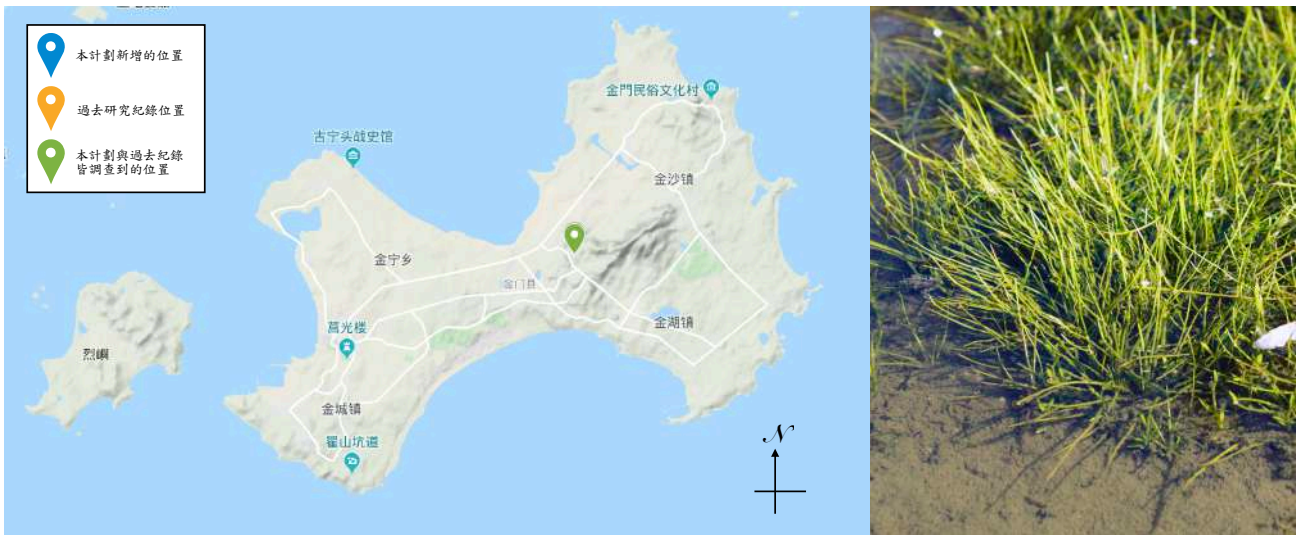 本計劃新增的位置
過去研究紀錄位置
本計劃與過去紀錄
皆調查到的位置
金門民俗文化村
古宁头战史馆
金沙镇
金宁乡
金门县
金湖镇
莒光楼
烈嶼
金城镇
翟山坑道
N